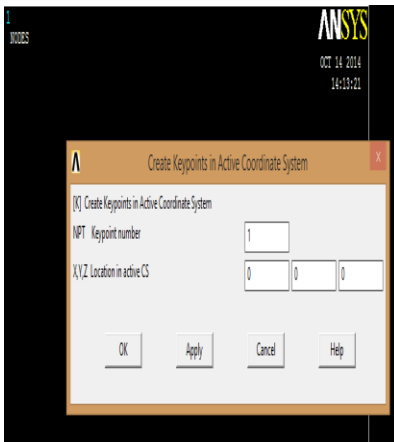 1
NODES
ANSYS
OCT 14 2014
14:13:21
Λ
Create Keypoints in Active Coordinate System
X
[K] Create Keypoints in Active Coordinate System
NPT Keypoint number
1
X,Y,Z Location in active CS
0 0 0
OK Apply Cancel Help